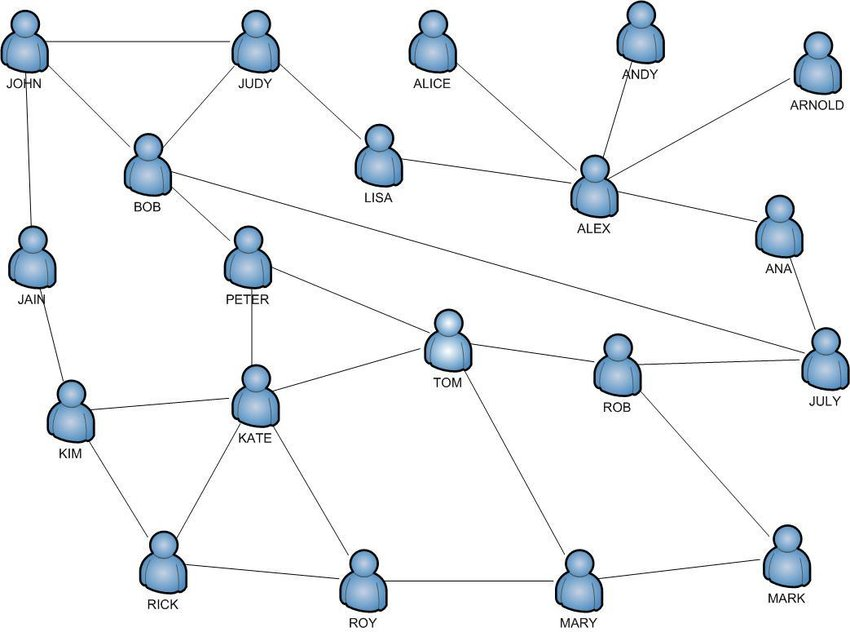 JOHN
JUDY
ALICE
ANDY
ARNOLD
BOB
LISA
ALEX
ANA
JAIN
PETER
TOM
ROB
JULY
KIM
KATE
RICK
ROY
MARY
MARK